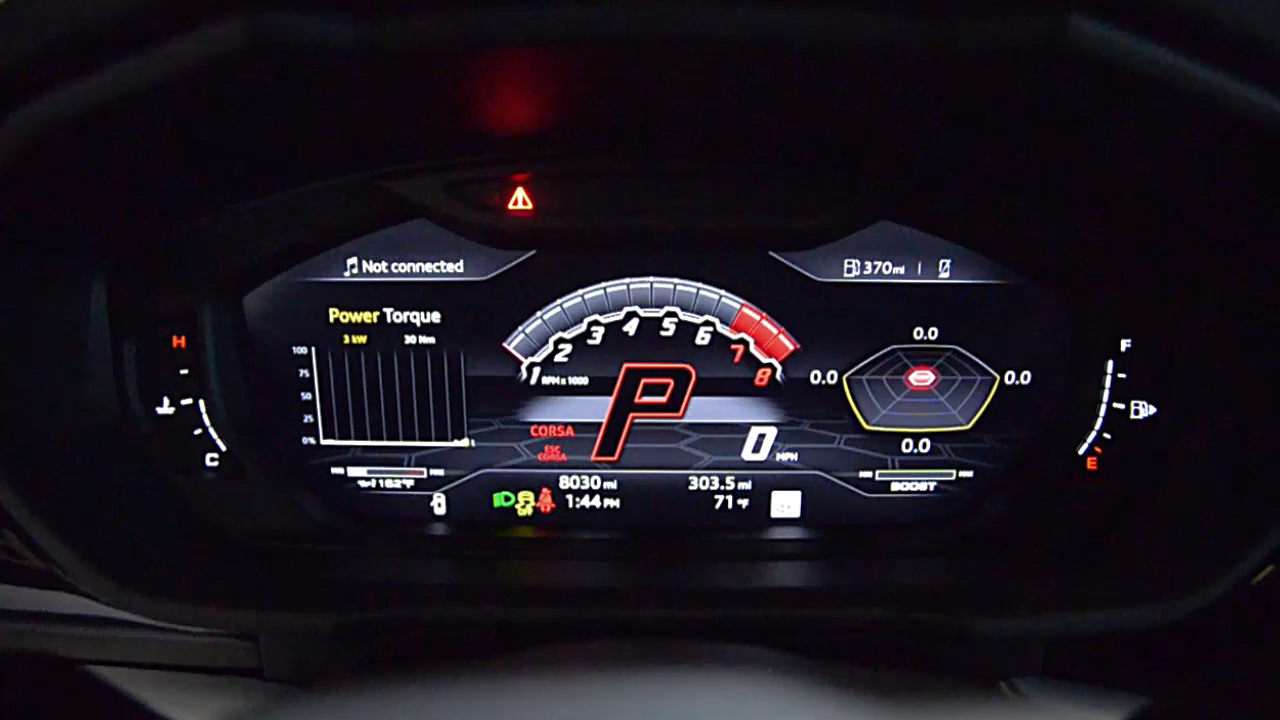 Not connected
370mi
Power Torque
3 kW 30 Nm
100
75
50
25
0%
1 2 3 4 5 6 7 8
RPM x 1000
P
CORSA
ESC
CORSA
0 MPH
0.0
0.0 0.0
0.0
H
C
F
E
162°F
BOOST
8030 mi
303.5 mi
OFF
1:44 PM
71 °F